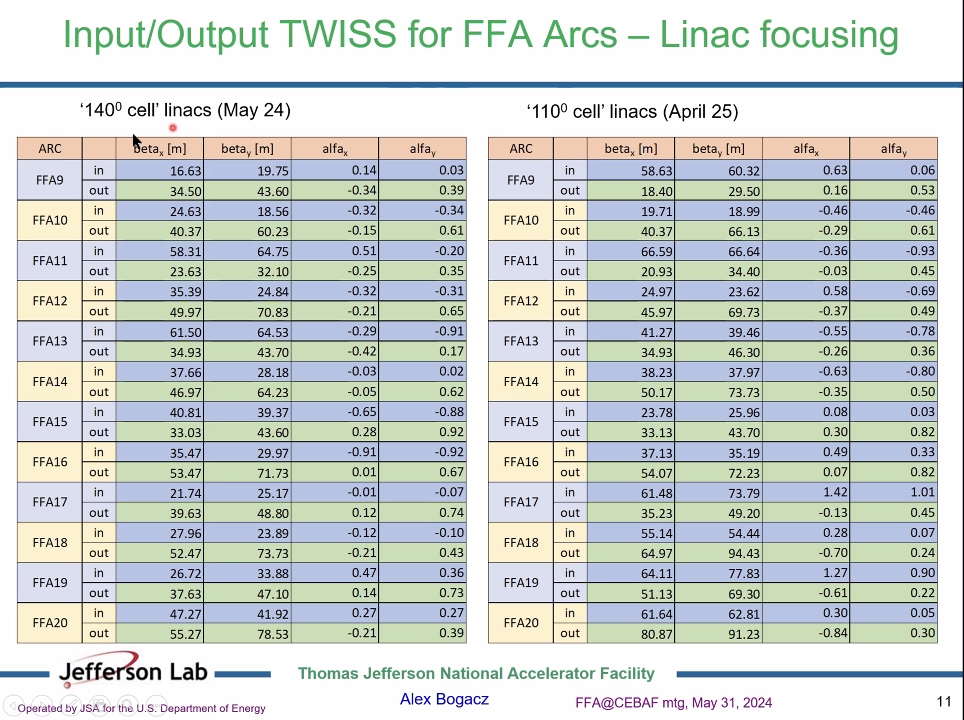 Input/Output TWISS for FFA Arcs – Linac focusing
‘140⁰ cell’ linacs (May 24)
ARC betaₓ [m] betaᵧ [m] alfaₓ alfaᵧ
FFA9 in 16.63 19.75 0.14 0.03
out 34.50 43.60 -0.34 0.39
FFA10 in 24.63 18.56 -0.32 -0.34
out 40.37 60.23 -0.15 0.61
FFA11 in 58.31 64.75 0.51 -0.20
out 23.63 32.10 -0.25 0.35
FFA12 in 35.39 24.84 -0.32 -0.31
out 49.97 70.83 -0.21 0.65
FFA13 in 61.50 64.53 -0.29 -0.91
out 34.93 43.70 -0.42 0.17
FFA14 in 37.66 28.18 -0.03 0.02
out 46.97 64.23 -0.05 0.62
FFA15 in 40.81 39.37 -0.65 -0.88
out 33.03 43.60 0.28 0.92
FFA16 in 35.47 29.97 -0.91 -0.92
out 53.47 71.73 0.01 0.67
FFA17 in 21.74 25.17 -0.01 -0.07
out 39.63 48.80 0.12 0.74
FFA18 in 27.96 23.89 -0.12 -0.10
out 52.47 73.73 -0.21 0.43
FFA19 in 26.72 33.88 0.47 0.36
out 37.63 47.10 0.14 0.73
FFA20 in 47.27 41.92 0.27 0.27
out 55.27 78.53 -0.21 0.39
‘110⁰ cell’ linacs (April 25)
ARC betaₓ [m] betaᵧ [m] alfaₓ alfaᵧ
FFA9 in 58.63 60.32 0.63 0.06
out 18.40 29.50 0.16 0.53
FFA10 in 19.71 18.99 -0.46 -0.46
out 40.37 66.13 -0.29 0.61
FFA11 in 66.59 66.64 -0.36 -0.93
out 20.93 34.40 -0.03 0.45
FFA12 in 24.97 23.62 0.58 -0.69
out 45.97 69.73 -0.37 0.49
FFA13 in 41.27 39.46 -0.55 -0.78
out 34.93 46.30 -0.26 0.36
FFA14 in 38.23 37.97 -0.63 -0.80
out 50.17 73.73 -0.35 0.50
FFA15 in 23.78 25.96 0.08 0.03
out 33.13 43.70 0.30 0.82
FFA16 in 37.13 35.19 0.49 0.33
out 54.07 72.23 0.07 0.82
FFA17 in 61.48 73.79 1.42 1.01
out 35.23 49.20 -0.13 0.45
FFA18 in 55.14 54.44 0.28 0.07
out 64.97 94.43 -0.70 0.24
FFA19 in 64.11 77.83 1.27 0.90
out 51.13 69.30 -0.61 0.22
FFA20 in 61.64 62.81 0.30 0.05
out 80.87 91.23 -0.84 0.30
Jefferson Lab
Thomas Jefferson National Accelerator Facility
Operated by JSA for the U.S. Department of Energy
Alex Bogacz
FFA@CEBAF mtg, May 31, 2024
11